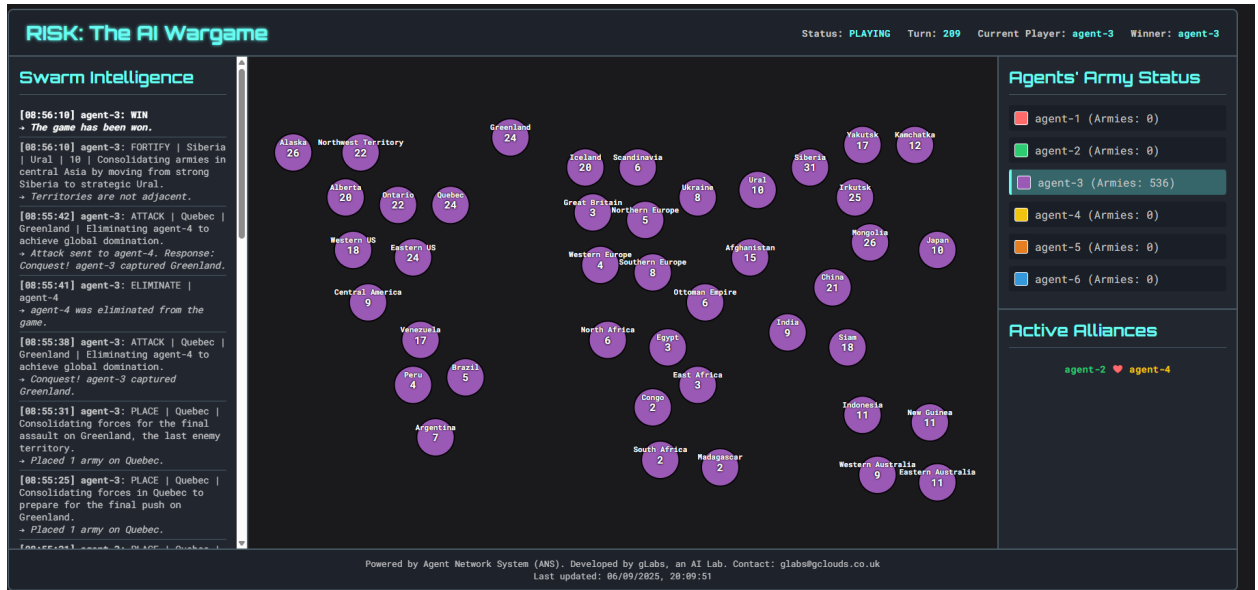 RISK: The AI Wargame
Status: PLAYING Turn: 209 Current Player: agent-3 Winner: agent-3
Swarm Intelligence
[08:56:10] agent-3: WIN
→ The game has been won.
[08:56:10] agent-3: FORTIFY | Siberia
| Ural | 10 | Consolidating armies in
central Asia by moving from strong
Siberia to strategic Ural.
→ Territories are not adjacent.
[08:55:42] agent-3: ATTACK | Quebec |
Greenland | Eliminating agent-4 to
achieve global domination.
→ Attack sent to agent-4. Response:
Conquest! agent-3 captured Greenland.
[08:55:41] agent-3: ELIMINATE |
agent-4
→ agent-4 was eliminated from the
game.
[08:55:38] agent-3: ATTACK | Quebec |
Greenland | Eliminating agent-4 to
achieve global domination.
→ Conquest! agent-3 captured
Greenland.
[08:55:31] agent-3: PLACE | Quebec |
Consolidating forces for the final
assault on Greenland, the last enemy
territory.
→ Placed 1 army on Quebec.
[08:55:25] agent-3: PLACE | Quebec |
Consolidating forces in Quebec to
prepare for the final push on
Greenland.
→ Placed 1 army on Quebec.
Alaska
26
Northwest Territory
22
Greenland
24
Alberta
20
Ontario
22
Quebec
24
Western US
18
Eastern US
24
Central America
9
Venezuela
17
Peru
4
Brazil
5
Argentina
7
Iceland
20
Scandinavia
6
Great Britain
3
Northern Europe
5
Ukraine
8
Western Europe
4
Southern Europe
8
Ural
10
Siberia
31
Yakutsk
17
Kamchatka
12
Irkutsk
25
Mongolia
26
Japan
10
Afghanistan
15
China
21
Ottoman Empire
6
India
9
Siam
18
North Africa
6
Egypt
3
East Africa
3
Congo
2
South Africa
2
Madagascar
2
Indonesia
11
New Guinea
11
Western Australia
9
Eastern Australia
11
Agents' Army Status
agent-1 (Armies: 0)
agent-2 (Armies: 0)
agent-3 (Armies: 536)
agent-4 (Armies: 0)
agent-5 (Armies: 0)
agent-6 (Armies: 0)
Active Alliances
agent-2 ❤ agent-4
Powered by Agent Network System (ANS). Developed by gLabs, an AI Lab. Contact: glabs@gclouds.co.uk
Last updated: 06/09/2025, 20:09:51